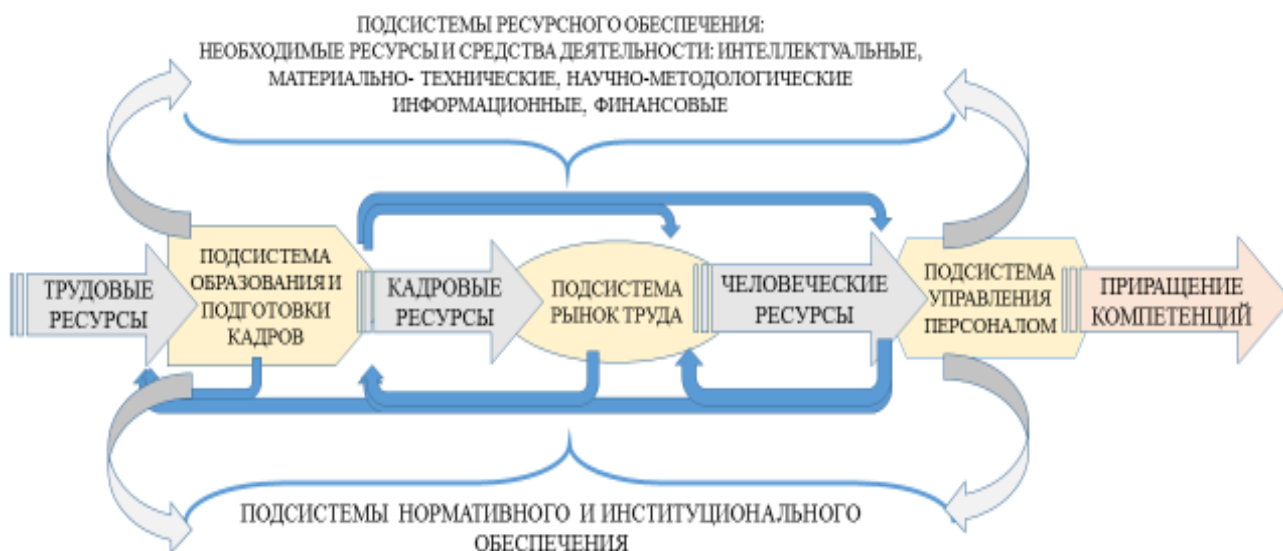 ПОДСИСТЕМЫ РЕСУРСНОГО ОБЕСПЕЧЕНИЯ:
НЕОБХОДИМЫЕ РЕСУРСЫ И СРЕДСТВА ДЕЯТЕЛЬНОСТИ: ИНТЕЛЛЕКТУАЛЬНЫЕ,
МАТЕРИАЛЬНО- ТЕХНИЧЕСКИЕ, НАУЧНО-МЕТОДОЛОГИЧЕСКИЕ
ИНФОРМАЦИОННЫЕ, ФИНАНСОВЫЕ
ТРУДОВЫЕ
РЕСУРСЫ
ПОДСИСТЕМА
ОБРАЗОВАНИЯ И
ПОДГОТОВКИ
КАДРОВ
КАДРОВЫЕ
РЕСУРСЫ
ПОДСИСТЕМА
РЫНОК ТРУДА
ЧЕЛОВЕЧЕСКИЕ
РЕСУРСЫ
ПОДСИСТЕМА
УПРАВЛЕНИЯ
ПЕРСОНАЛОМ
ПРИРАЩЕНИЕ
КОМПЕТЕНЦИЙ
ПОДСИСТЕМЫ НОРМАТИВНОГО И ИНСТИТУЦИОНАЛЬНОГО
ОБЕСПЕЧЕНИЯ